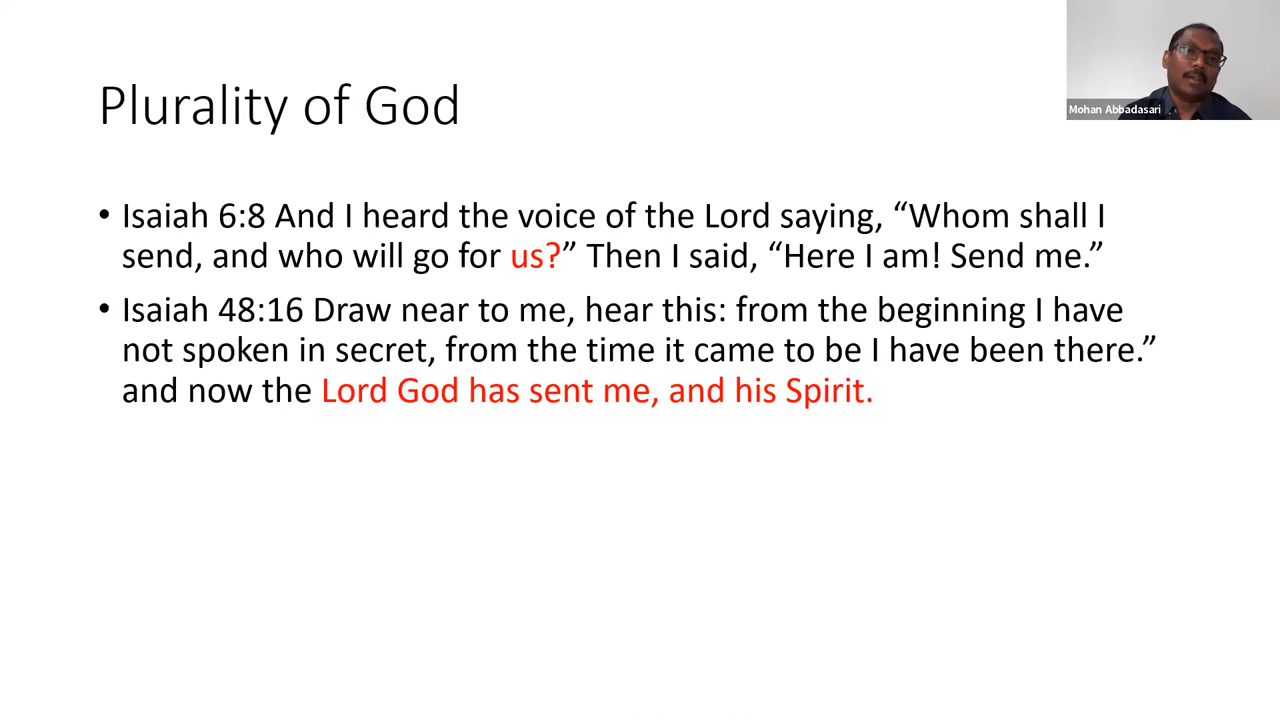 Plurality of God
Mohan Abbadasari
• Isaiah 6:8 And I heard the voice of the Lord saying, “Whom shall I
send, and who will go for us?” Then I said, “Here I am! Send me.”
• Isaiah 48:16 Draw near to me, hear this: from the beginning I have
not spoken in secret, from the time it came to be I have been there.”
and now the Lord God has sent me, and his Spirit.